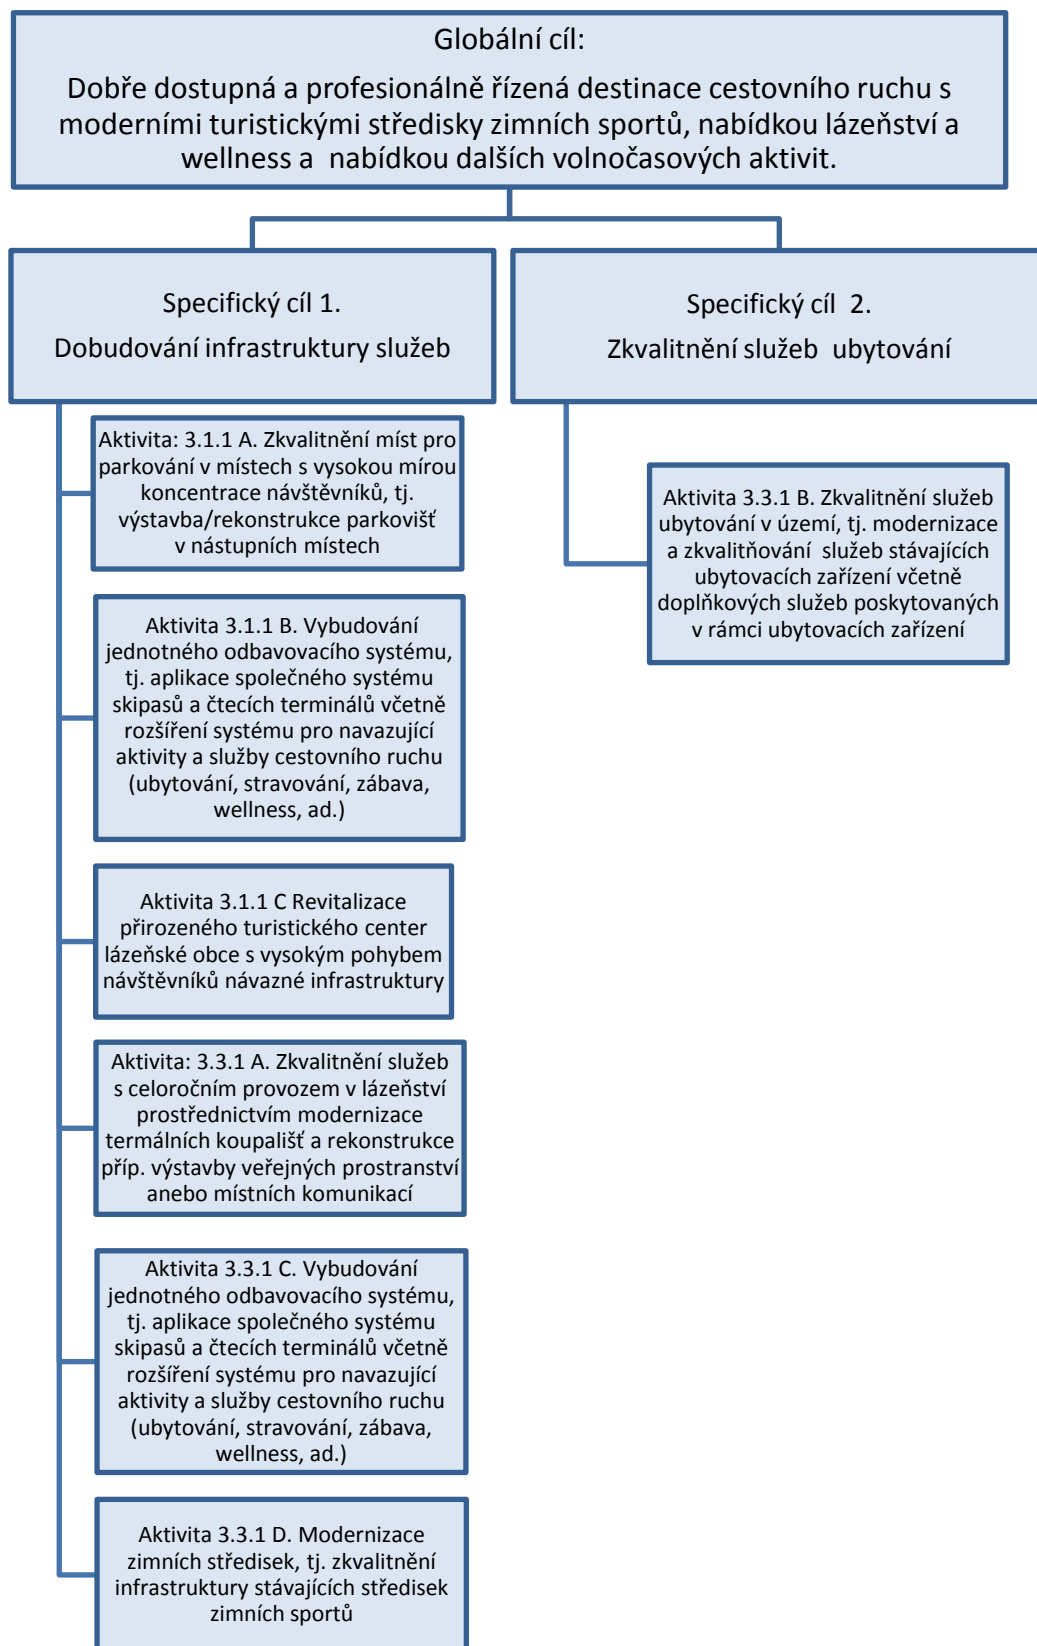 Globální cíl:
Dobře dostupná a profesionálně řízená destinace cestovního ruchu s
moderními turistickými středisky zimních sportů, nabídkou lázeňství a
wellness a nabídkou dalších volnočasových aktivit.
Specifický cíl 1.
Dobudování infrastruktury služeb
Specifický cíl 2.
Zkvalitnění služeb ubytování
Aktivita: 3.1.1 A. Zkvalitnění míst pro
parkování v místech s vysokou mírou
koncentrace návštěvníků, tj.
výstavba/rekonstrukce parkovišť
v nástupních místech
Aktivita 3.1.1 B. Vybudování
jednotného odbavovacího systému,
tj. aplikace společného systému
skipasů a čtecích terminálů včetně
rozšíření systému pro navazující
aktivity a služby cestovního ruchu
(ubytování, stravování, zábava,
wellness, ad.)
Aktivita 3.1.1 C Revitalizace
přirozeného turistického center
lázeňské obce s vysokým pohybem
návštěvníků návazné infrastruktury
Aktivita: 3.3.1 A. Zkvalitnění služeb
s celoročním provozem v lázeňství
prostřednictvím modernizace
termálních koupališť a rekonstrukce
příp. výstavby veřejných prostranství
anebo místních komunikací
Aktivita 3.3.1 C. Vybudování
jednotného odbavovacího systému,
tj. aplikace společného systému
skipasů a čtecích terminálů včetně
rozšíření systému pro navazující
aktivity a služby cestovního ruchu
(ubytování, stravování, zábava,
wellness, ad.)
Aktivita 3.3.1 D. Modernizace
zimních středisek, tj. zkvalitnění
infrastruktury stávajících středisek
zimních sportů
Aktivita 3.3.1 B. Zkvalitnění služeb
ubytování v území, tj. modernizace
a zkvalitňování služeb stávajících
ubytovacích zařízení včetně
doplňkových služeb poskytovaných
v rámci ubytovacích zařízení